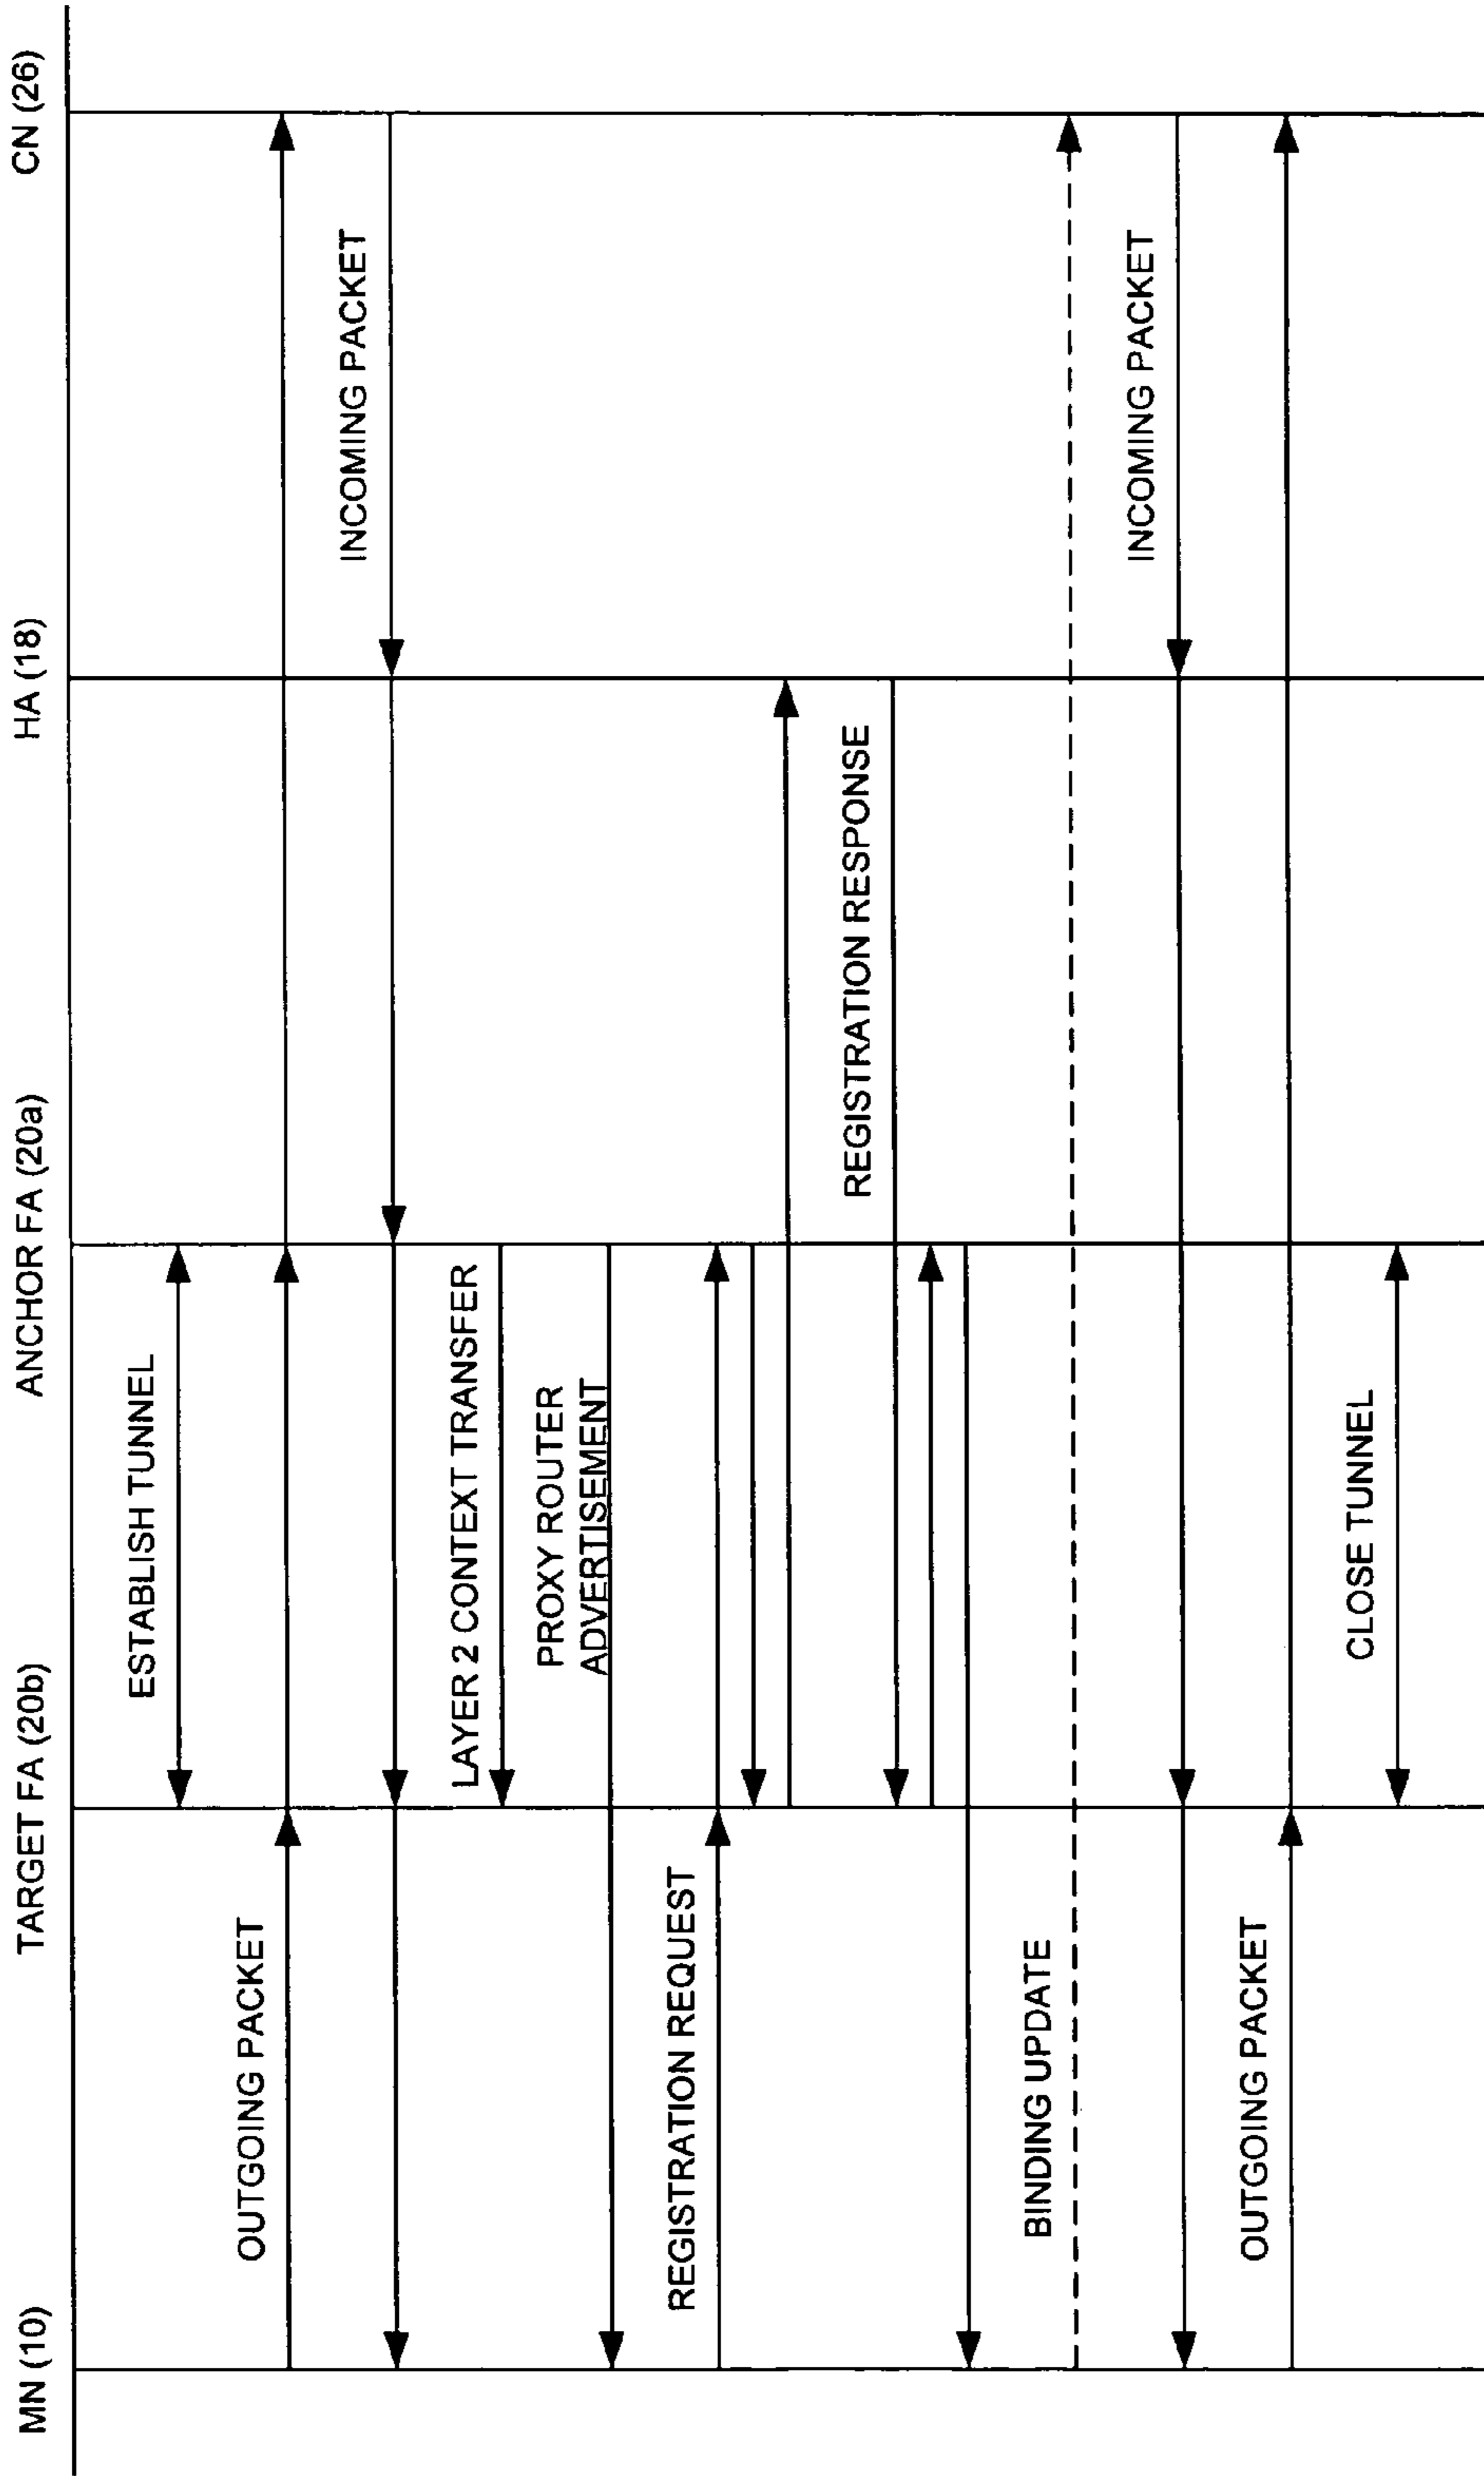 MN (10)
TARGET FA (20b)
ANCHOR FA (20a)
HA (18)
CN (26)
ESTABLISH TUNNEL
OUTGOING PACKET
INCOMING PACKET
LAYER 2 CONTEXT TRANSFER
PROXY ROUTER
ADVERTISEMENT
REGISTRATION REQUEST
REGISTRATION RESPONSE
BINDING UPDATE
INCOMING PACKET
OUTGOING PACKET
CLOSE TUNNEL